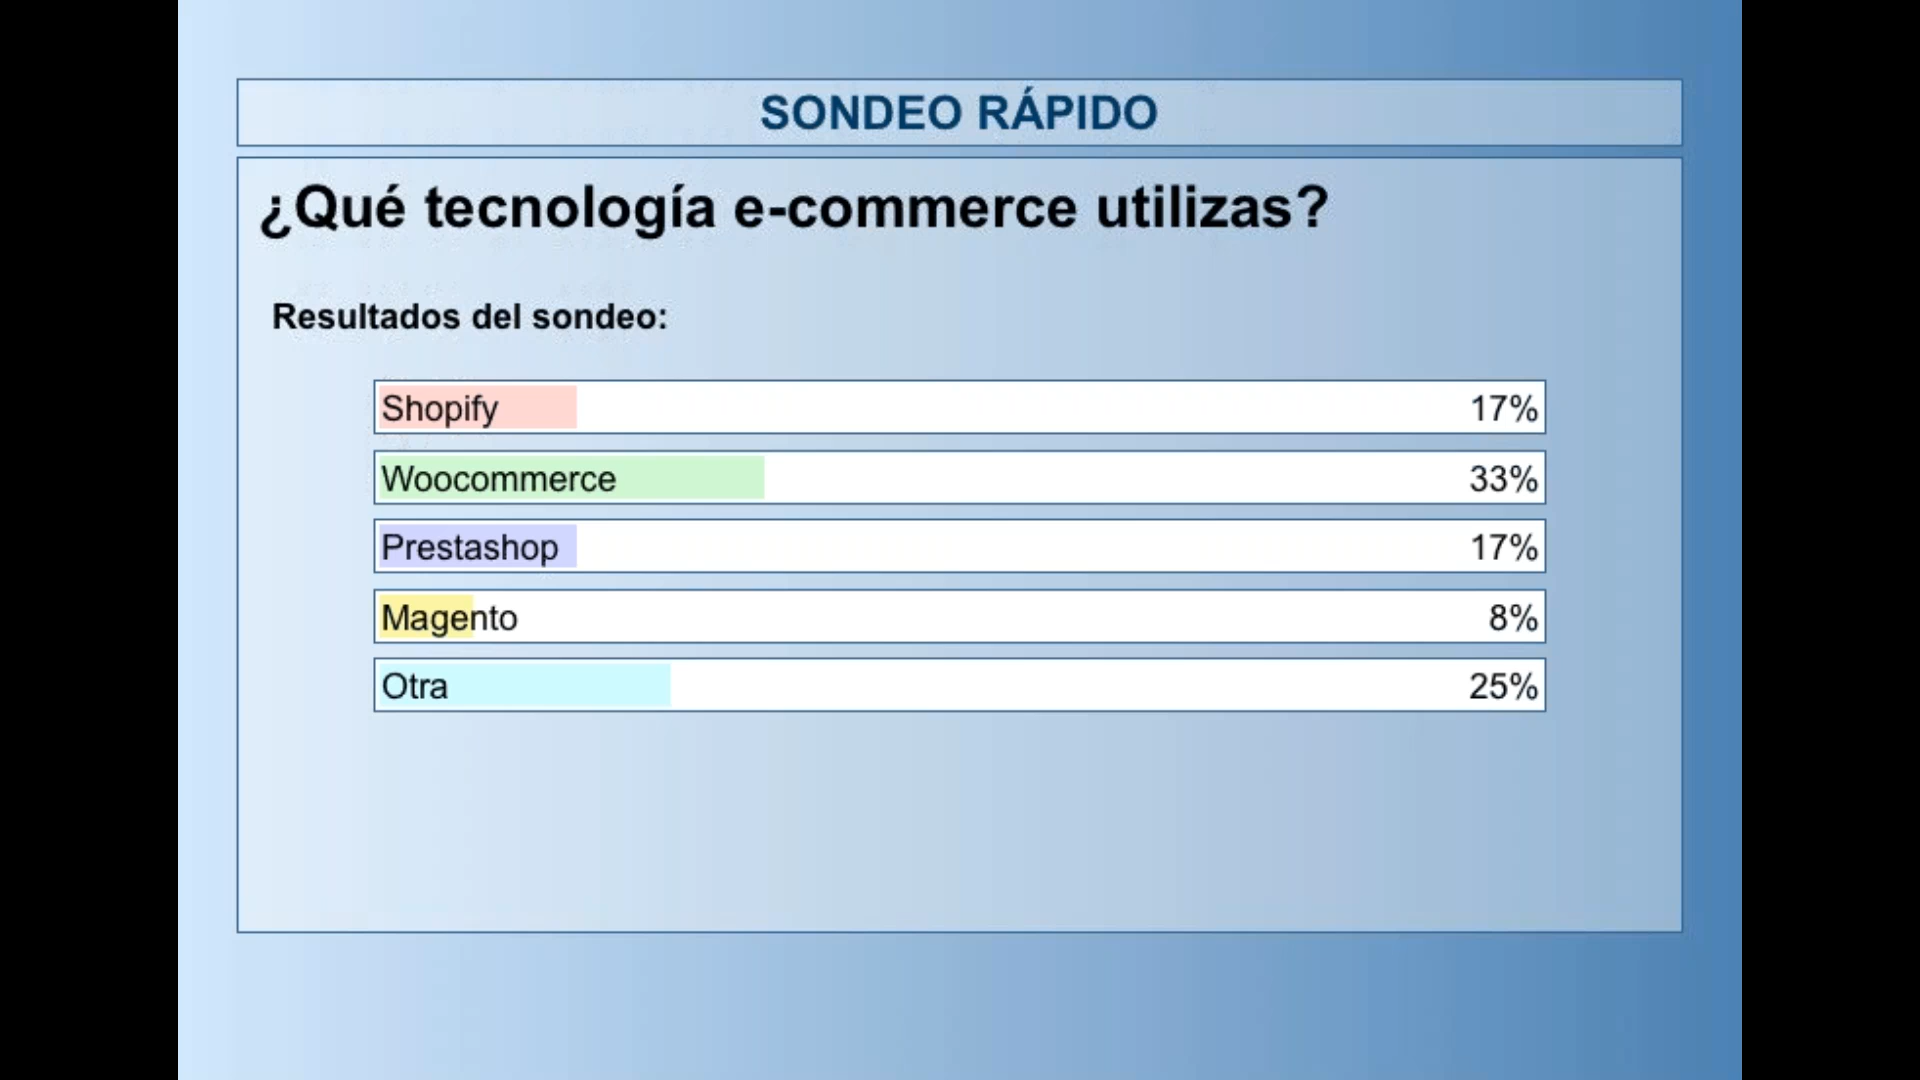 SONDEO RÁPIDO
¿Qué tecnología e-commerce utilizas?
Resultados del sondeo:
Shopify 17%
Woocommerce 33%
Prestashop 17%
Magento 8%
Otra 25%